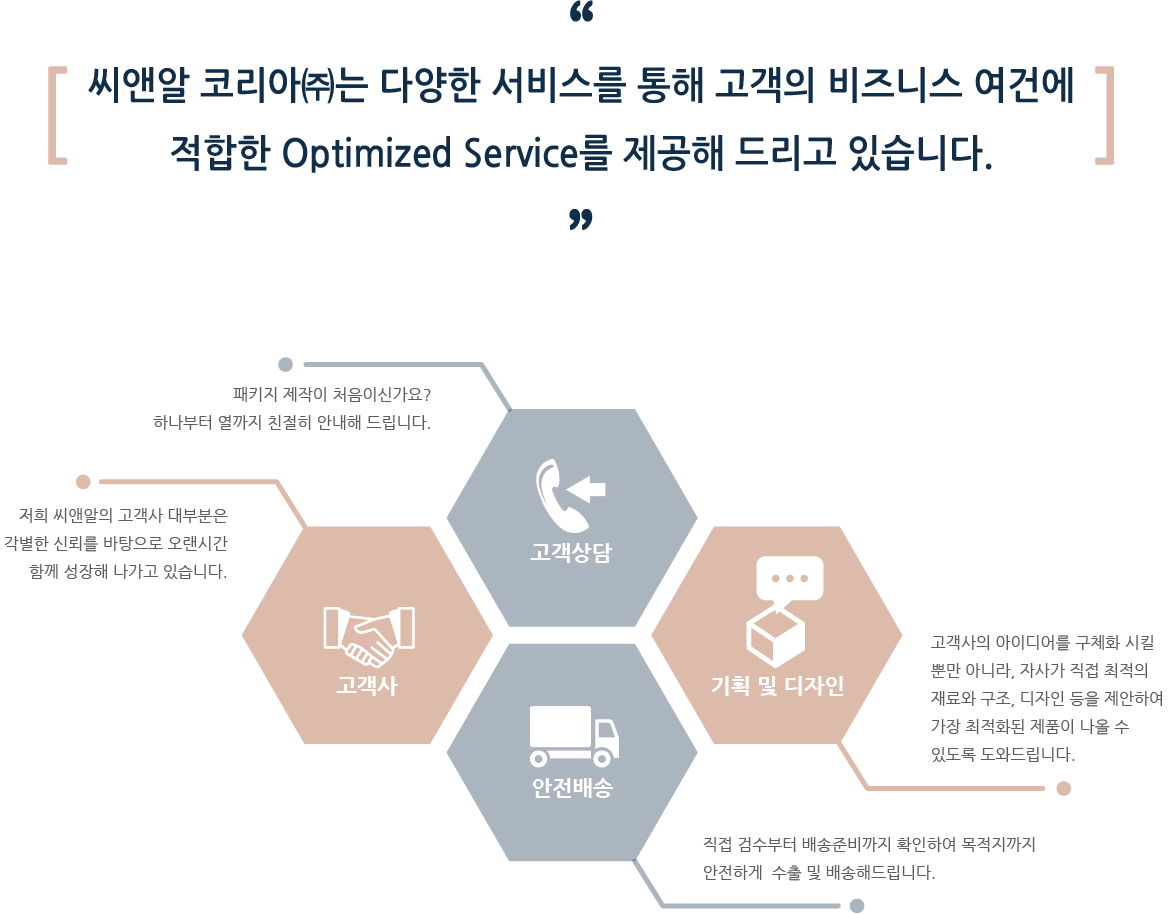 “
씨앤알 코리아㈜는 다양한 서비스를 통해 고객의 비즈니스 여건에
적합한 Optimized Service를 제공해 드리고 있습니다.
”
패키지 제작이 처음이신가요?
하나부터 열까지 친절히 안내해 드립니다.
고객상담
저희 씨앤알의 고객사 대부분은
각별한 신뢰를 바탕으로 오랜시간
함께 성장해 나가고 있습니다.
고객사
기획 및 디자인
고객사의 아이디어를 구체화 시킬
뿐만 아니라, 자사가 직접 최적의
재료와 구조, 디자인 등을 제안하여
가장 최적화된 제품이 나올 수
있도록 도와드립니다.
안전배송
직접 검수부터 배송준비까지 확인하여 목적지까지
안전하게 수출 및 배송해드립니다.